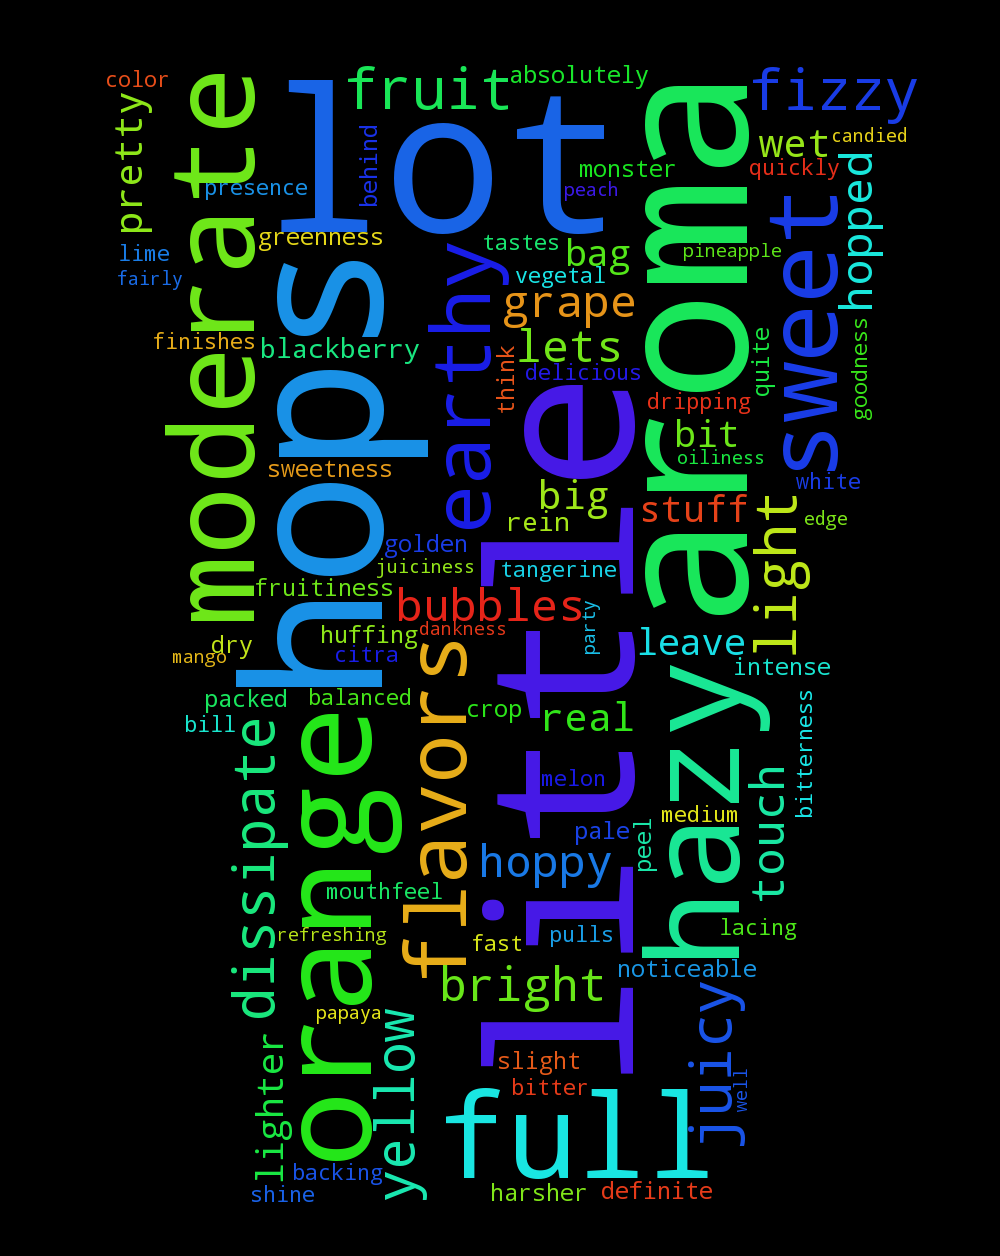 color
fruit
absolutely
fizzy
moderate
lot
aroma
pretty
behind
wet
candied
monster
quickly
presence
peach
hopped
sweet
greenness
tastes
bag
pineapple
lime
vegetal
fairly
hops
earthy
grape
finishes
blackberry
lets
quite
goodness
think
delicious
dripping
bit
oiliness
sweetness
little
big
white
stuff
light
edge
rein
golden
juiciness
tangerine
fruitiness
bubbles
party
huffing
dankness
dry
citra
leave
mango
flavors
intense
hazy
packed
balanced
crop
real
bill
bitterness
dissipate
orange
melon
touch
medium
pale
peel
hoppy
mouthfeel
lacing
refreshing
fast
pulls
bright
noticeable
papaya
juicy
yellow
lighter
slight
well
bitter
full
backing
shine
harsher
definite